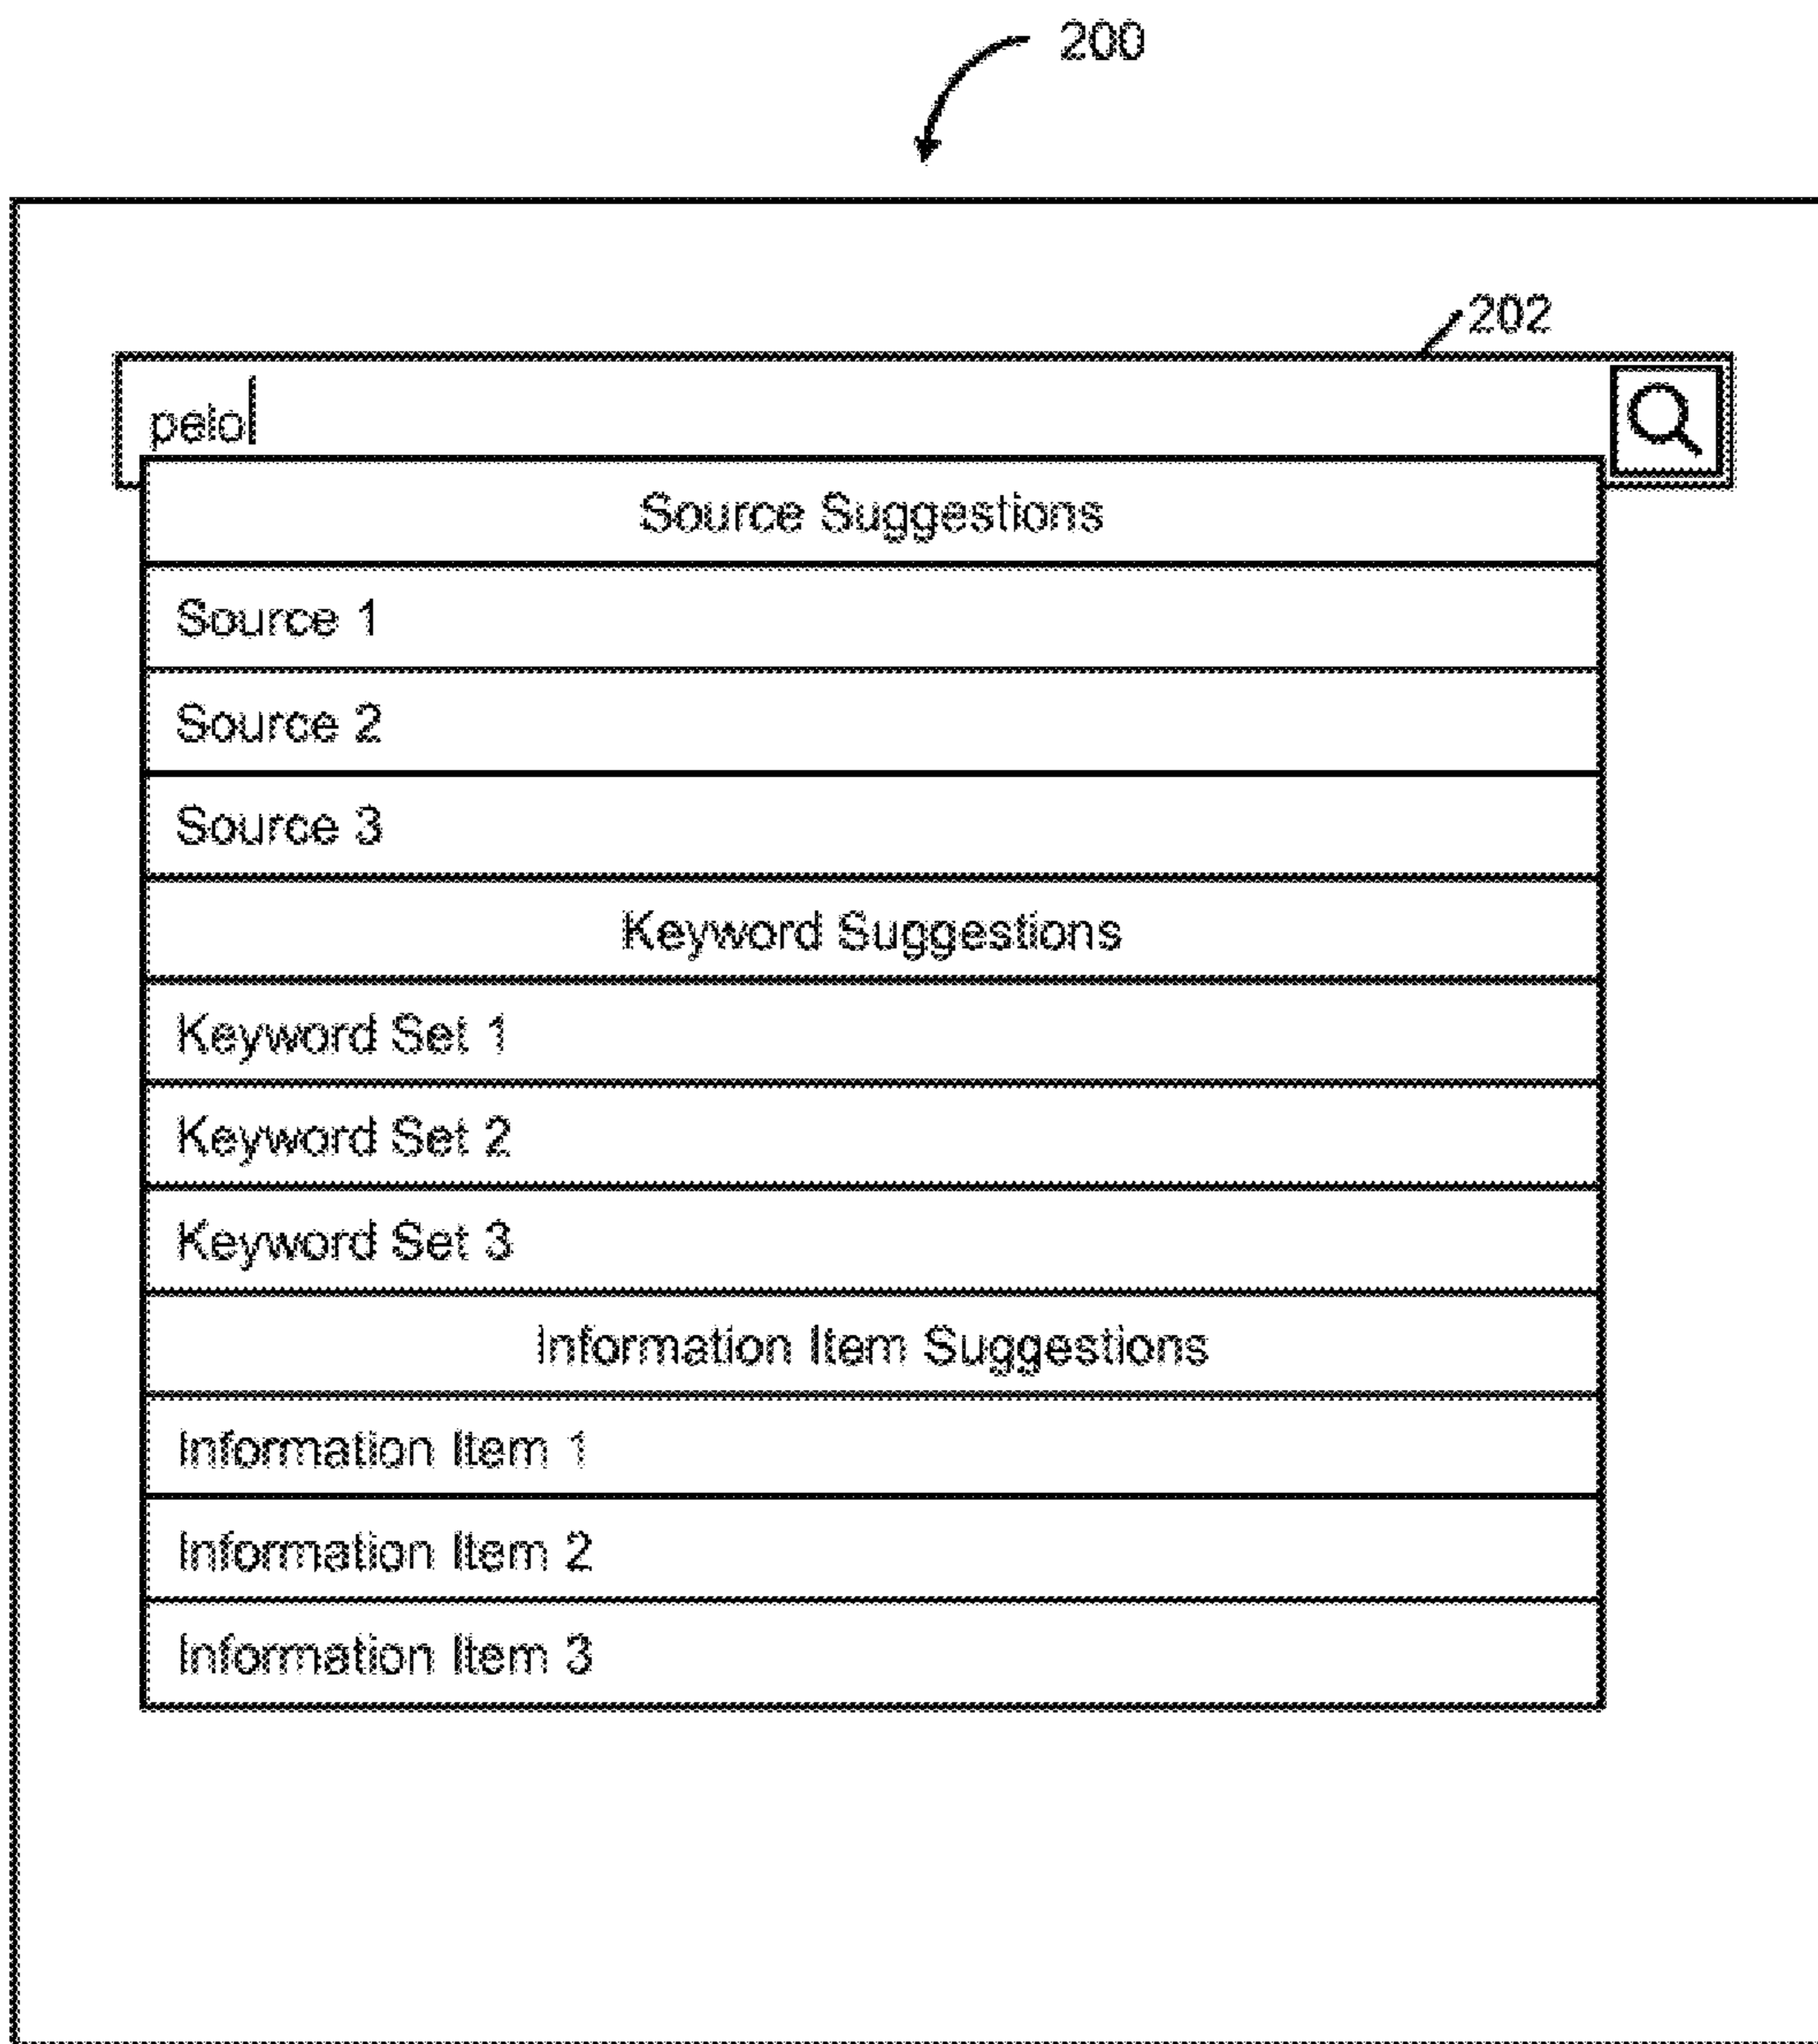 200
202
pelo
Source Suggestions
Source 1
Source 2
Source 3
Keyword Suggestions
Keyword Set 1
Keyword Set 2
Keyword Set 3
Information Item Suggestions
Information Item 1
Information Item 2
Information Item 3